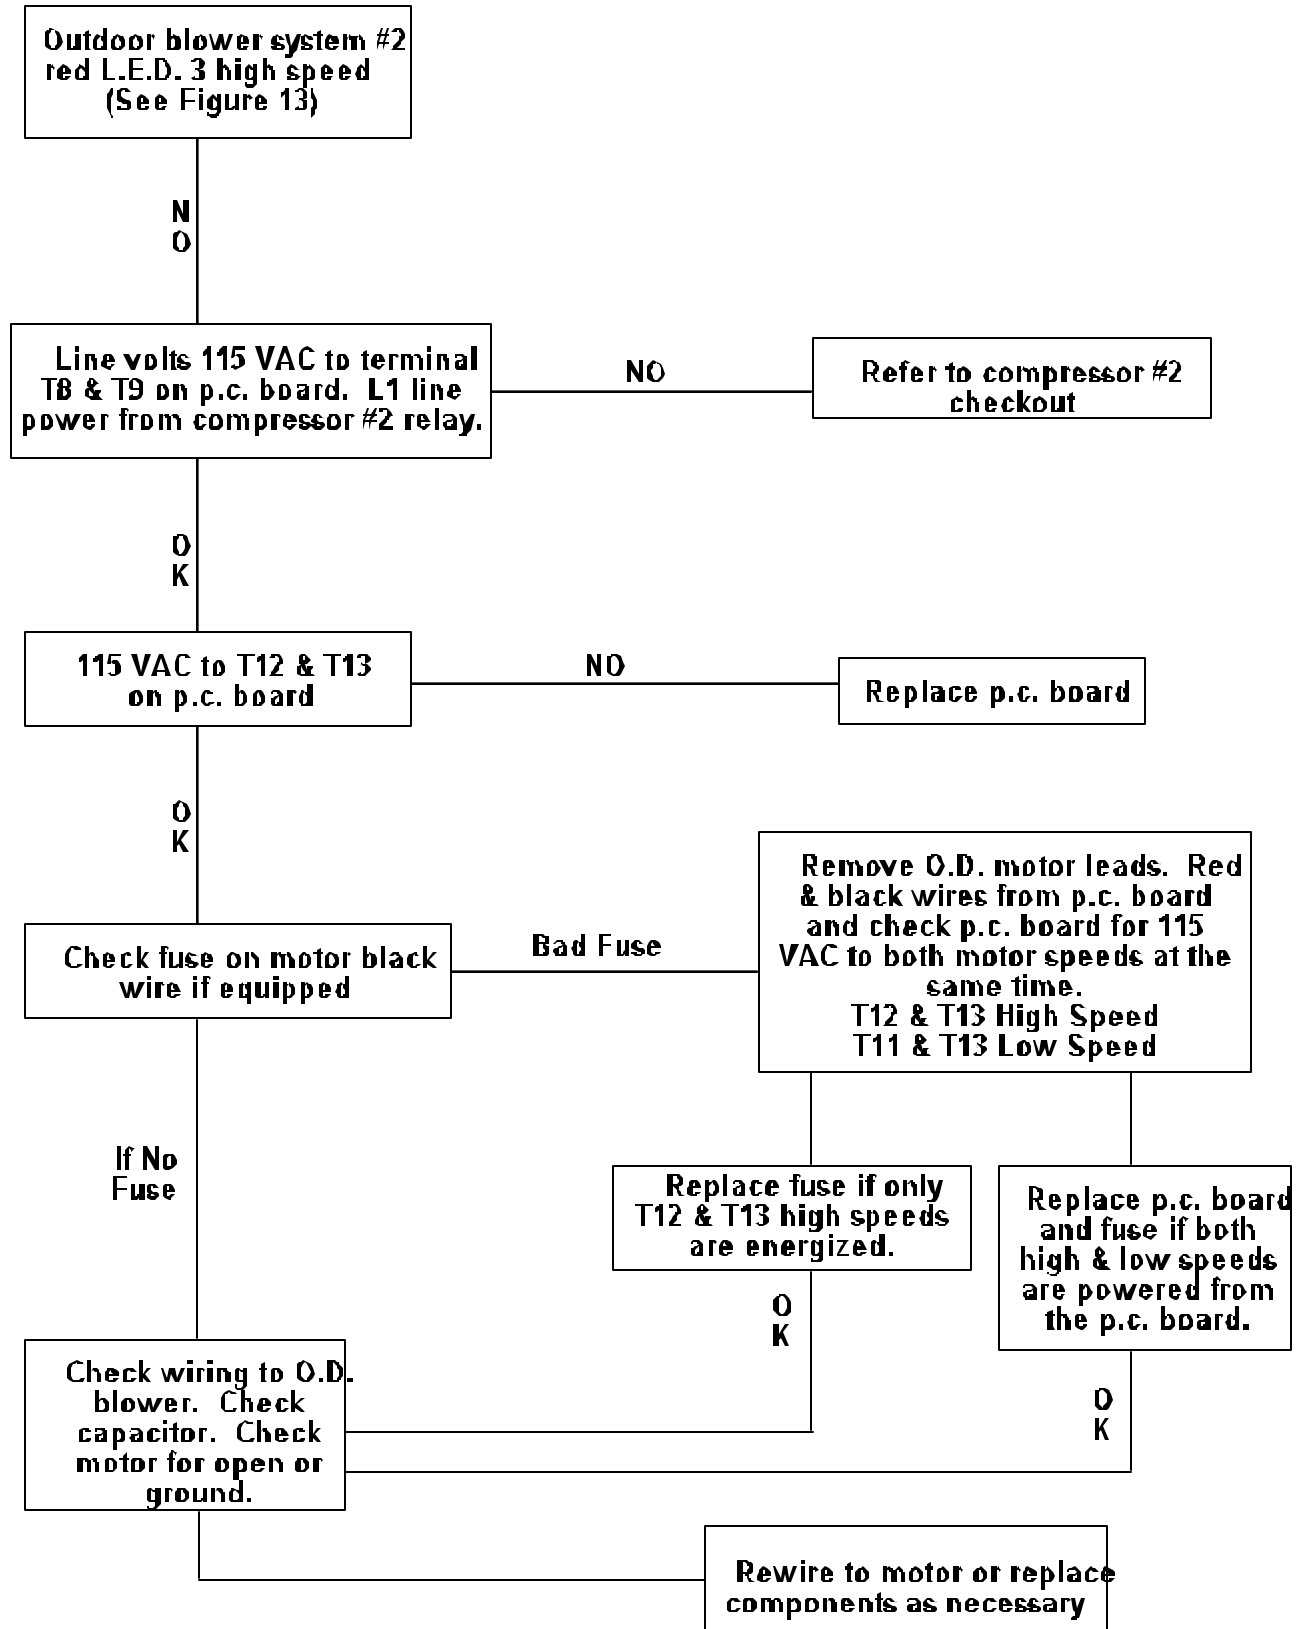 Outdoor blower system #2
red L.E.D. 3 high speed
(See Figure 13)
N
O
Line volts 115 VAC to terminal
T8 & T9 on p.c. board. L1 line
power from compressor #2 relay.
NO
Refer to compressor #2
checkout
O
K
115 VAC to T12 & T13
on p.c. board
NO
Replace p.c. board
O
K
Check fuse on motor black
wire if equipped
Bad Fuse
Remove O.D. motor leads. Red
& black wires from p.c. board
and check p.c. board for 115
VAC to both motor speeds at the
same time.
T12 & T13 High Speed
T11 & T13 Low Speed
If No
Fuse
Replace fuse if only
T12 & T13 high speeds
are energized.
Replace p.c. board
and fuse if both
high & low speeds
are powered from
the p.c. board.
O
K
O
K
Check wiring to O.D.
blower. Check
capacitor. Check
motor for open or
ground.
Rewire to motor or replace
components as necessary